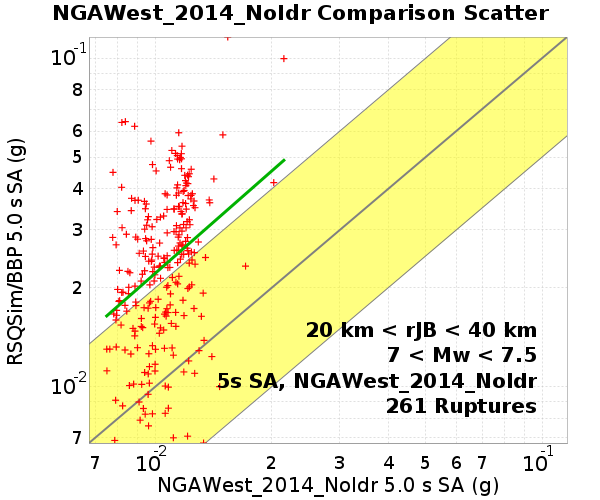 NGAWest_2014_NoIdr Comparison Scatter
RSQSim/BBP 5.0 s SA (g)
10⁻¹
8
6
5
4
3
2
10⁻²
7
20 km < rJB < 40 km
7 < Mw < 7.5
5s SA, NGAWest_2014_NoIdr
261 Ruptures
7 10⁻² 2 3 4 5 6 7 10⁻¹
NGAWest_2014_NoIdr 5.0 s SA (g)